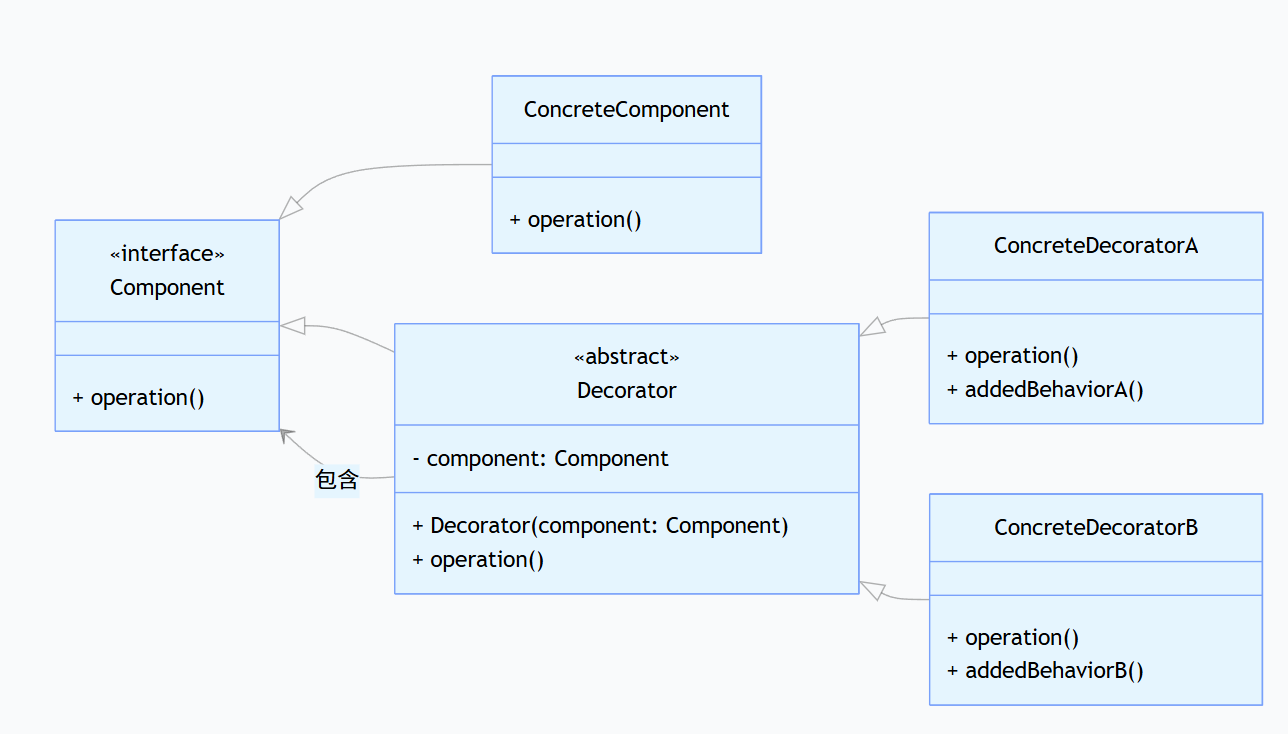 ConcreteComponent
+ operation()
«interface»
Component
+ operation()
«abstract»
Decorator
- component: Component
+ Decorator(component: Component)
+ operation()
包含
ConcreteDecoratorA
+ operation()
+ addedBehaviorA()
ConcreteDecoratorB
+ operation()
+ addedBehaviorB()